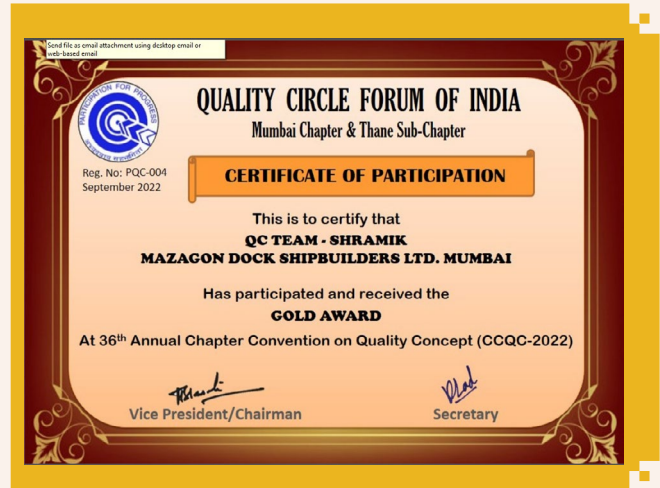 Send file as email attachment using desktop email or
web-based email
PARTICIPATION FOR PROGRESS
QUALITY CIRCLE FORUM OF INDIA
Mumbai Chapter & Thane Sub-Chapter
Reg. No: PQC-004
September 2022
CERTIFICATE OF PARTICIPATION
This is to certify that
QC TEAM - SHRAMIK
MAZAGON DOCK SHIPBUILDERS LTD. MUMBAI
Has participated and received the
GOLD AWARD
At 36th Annual Chapter Convention on Quality Concept (CCQC-2022)
Vice President/Chairman
Secretary